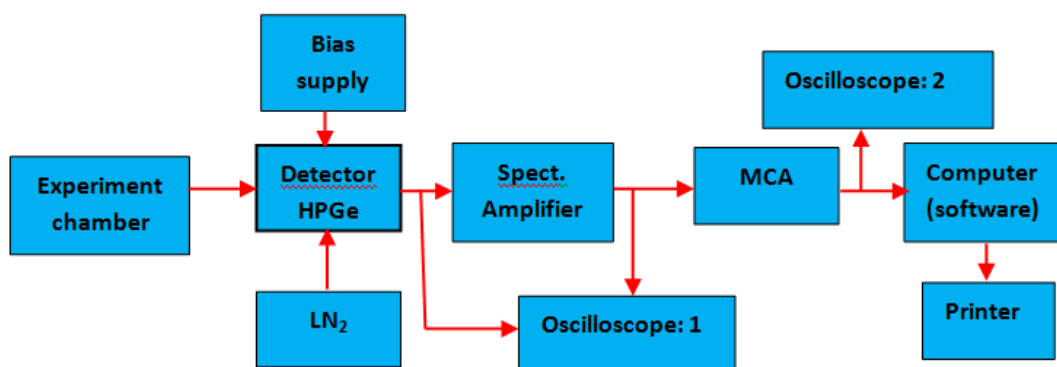 Bias
supply
Oscilloscope: 2
Experiment
chamber
Detector
HPGe
Spect.
Amplifier
MCA
Computer
(software)
LN₂
Oscilloscope: 1
Printer